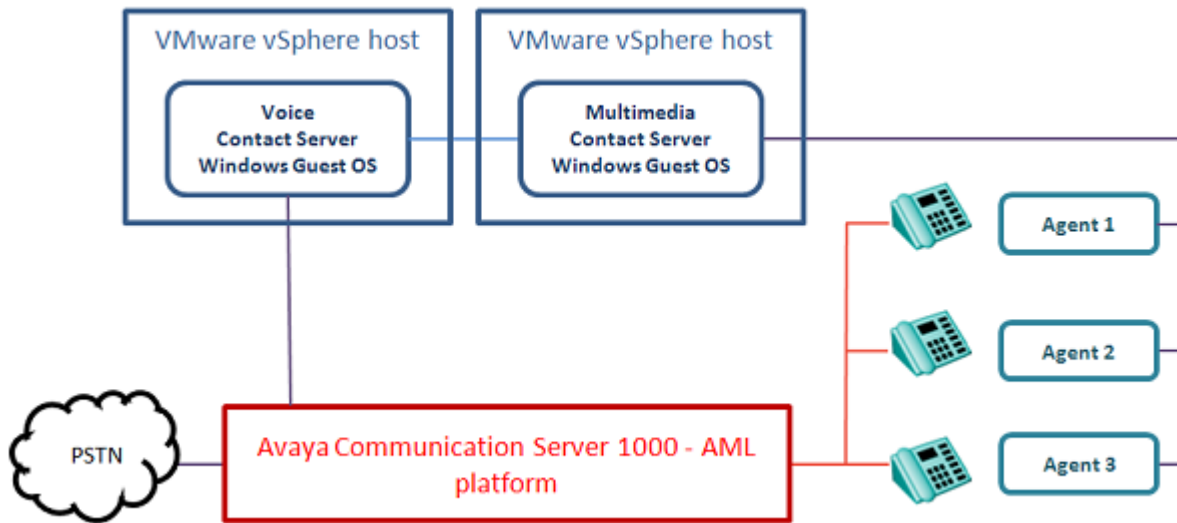 VMware vSphere host
VMware vSphere host
Voice
Contact Server
Windows Guest OS
Multimedia
Contact Server
Windows Guest OS
Agent 1
Agent 2
Agent 3
PSTN
Avaya Communication Server 1000 - AML
platform